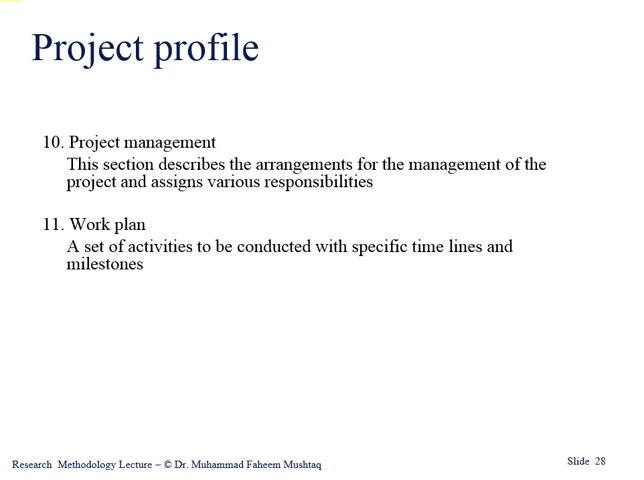 Project profile
10. Project management
This section describes the arrangements for the management of the
project and assigns various responsibilities
11. Work plan
A set of activities to be conducted with specific time lines and
milestones
Research Methodology Lecture – © Dr. Muhammad Faheem Mushtaq
Slide 28